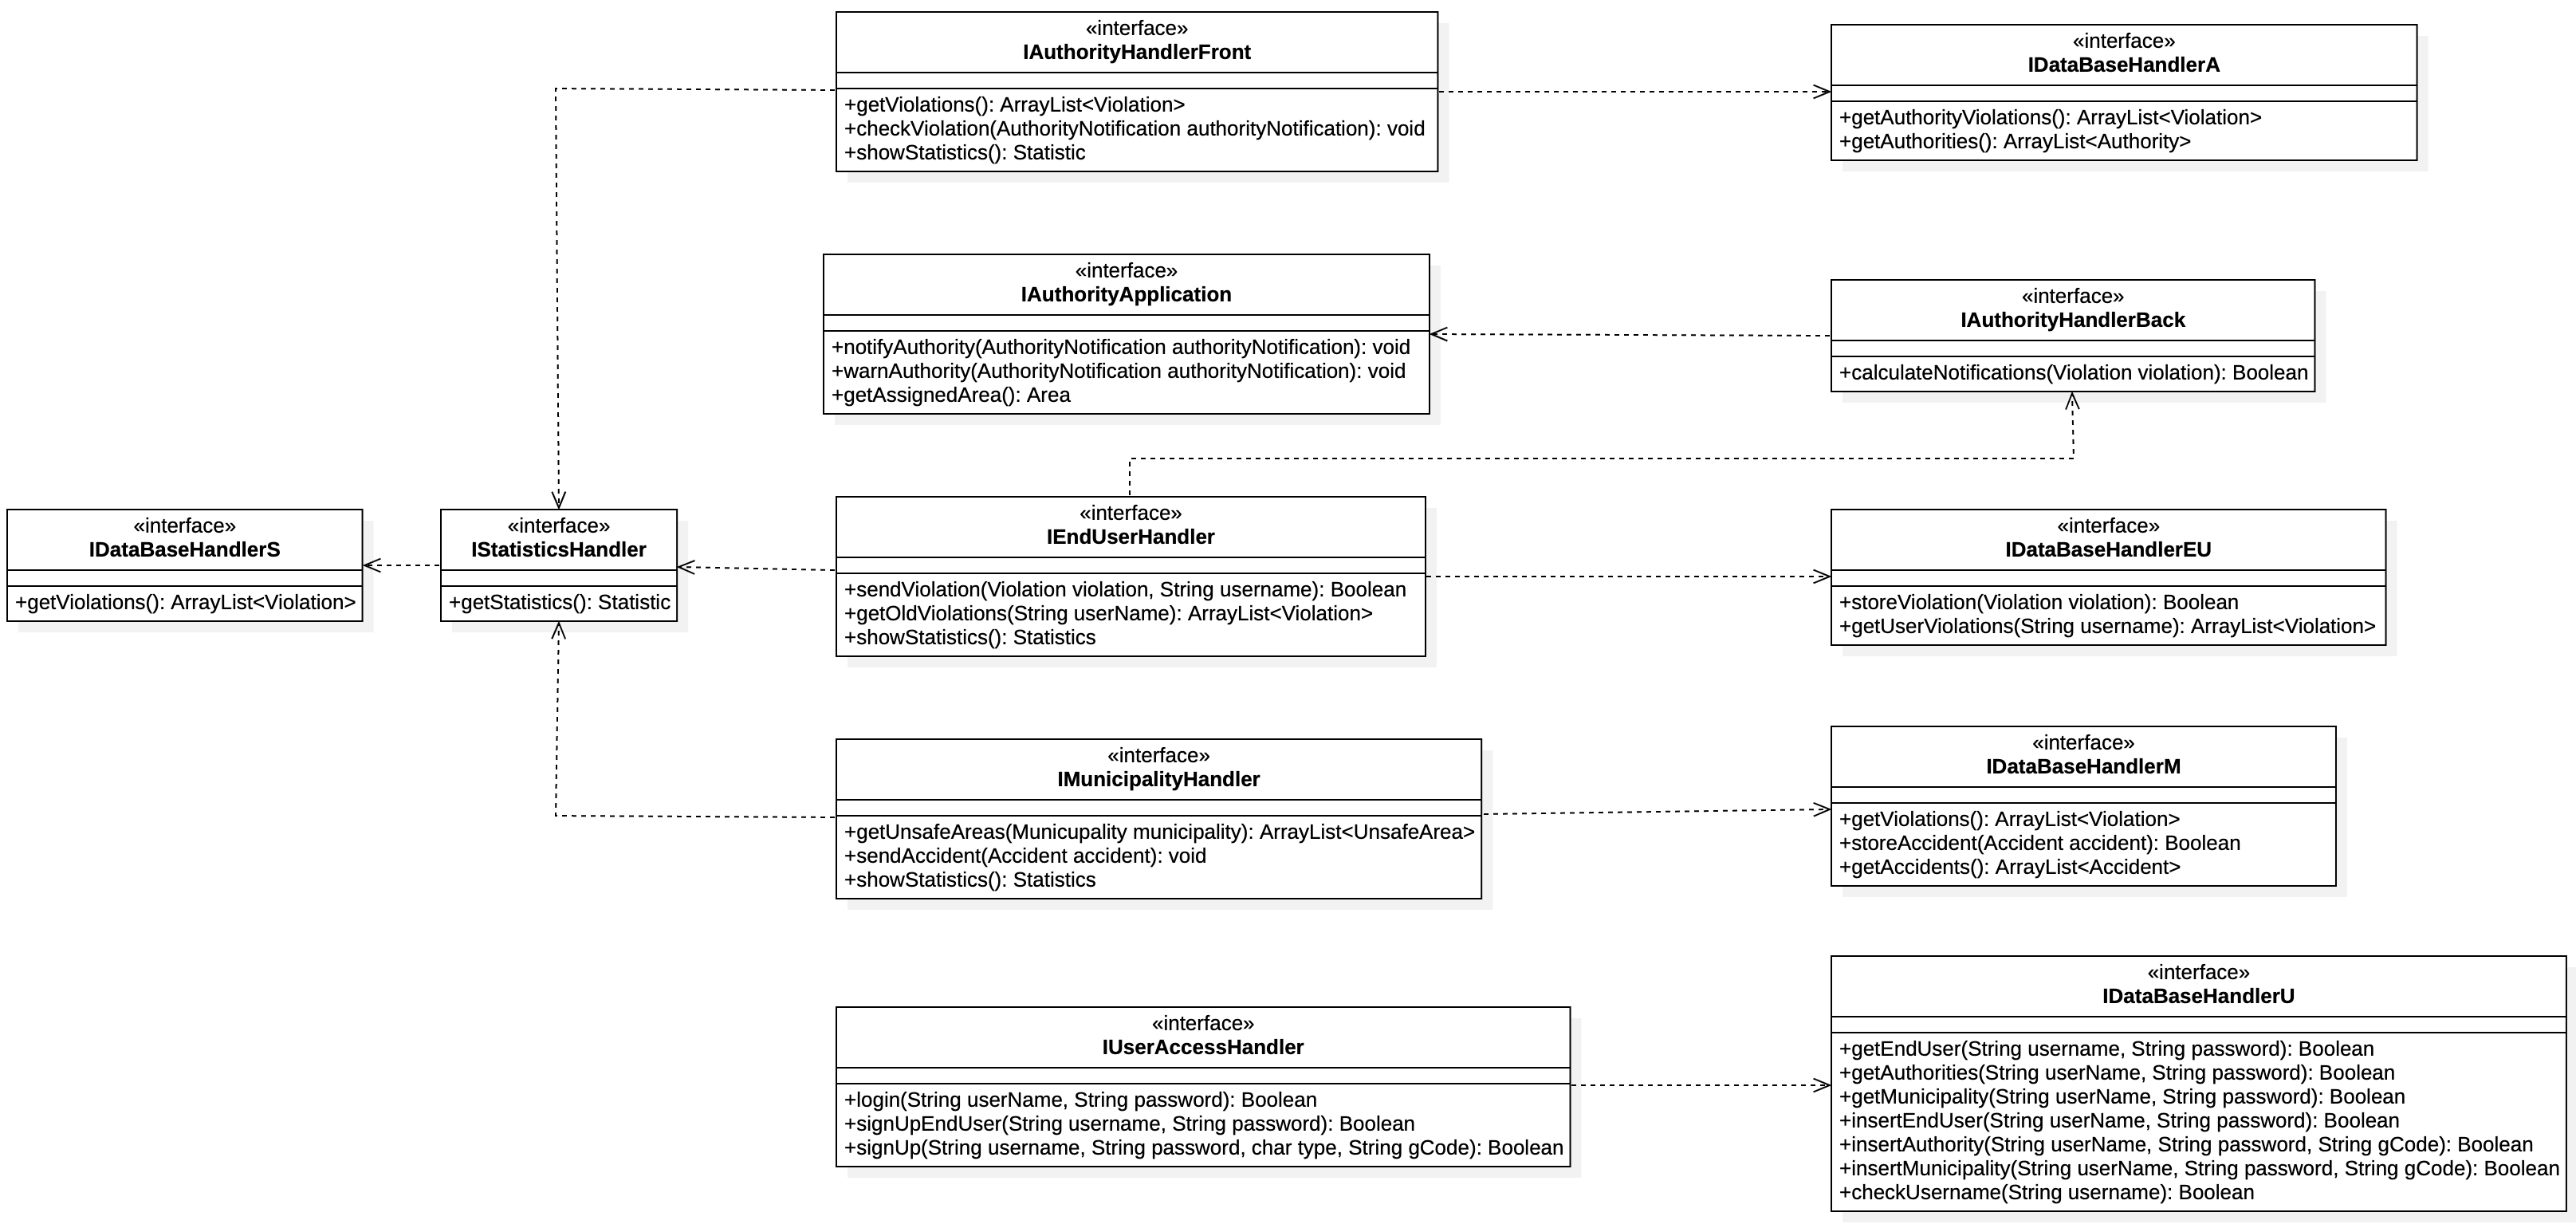 «interface»
IAuthorityHandlerFront
+getViolations(): ArrayList<Violation>
+checkViolation(AuthorityNotification authorityNotification): void
+showStatistics(): Statistic
«interface»
IDataBaseHandlerA
+getAuthorityViolations(): ArrayList<Violation>
+getAuthorities(): ArrayList<Authority>
«interface»
IAuthorityApplication
+notifyAuthority(AuthorityNotification authorityNotification): void
+warnAuthority(AuthorityNotification authorityNotification): void
+getAssignedArea(): Area
«interface»
IAuthorityHandlerBack
+calculateNotifications(Violation violation): Boolean
«interface»
IDataBaseHandlerS
+getViolations(): ArrayList<Violation>
«interface»
IStatisticsHandler
+getStatistics(): Statistic
«interface»
IEndUserHandler
+sendViolation(Violation violation, String username): Boolean
+getOldViolations(String userName): ArrayList<Violation>
+showStatistics(): Statistics
«interface»
IDataBaseHandlerEU
+storeViolation(Violation violation): Boolean
+getUserViolations(String username): ArrayList<Violation>
«interface»
IMunicipalityHandler
+getUnsafeAreas(Municupality municipality): ArrayList<UnsafeArea>
+sendAccident(Accident accident): void
+showStatistics(): Statistics
«interface»
IDataBaseHandlerM
+getViolations(): ArrayList<Violation>
+storeAccident(Accident accident): Boolean
+getAccidents(): ArrayList<Accident>
«interface»
IUserAccessHandler
+login(String userName, String password): Boolean
+signUpEndUser(String username, String password): Boolean
+signUp(String username, String password, char type, String gCode): Boolean
«interface»
IDataBaseHandlerU
+getEndUser(String username, String password): Boolean
+getAuthorities(String userName, String password): Boolean
+getMunicipality(String userName, String password): Boolean
+insertEndUser(String userName, String password): Boolean
+insertAuthority(String userName, String password, String gCode): Boolean
+insertMunicipality(String userName, String password, String gCode): Boolean
+checkUsername(String username): Boolean